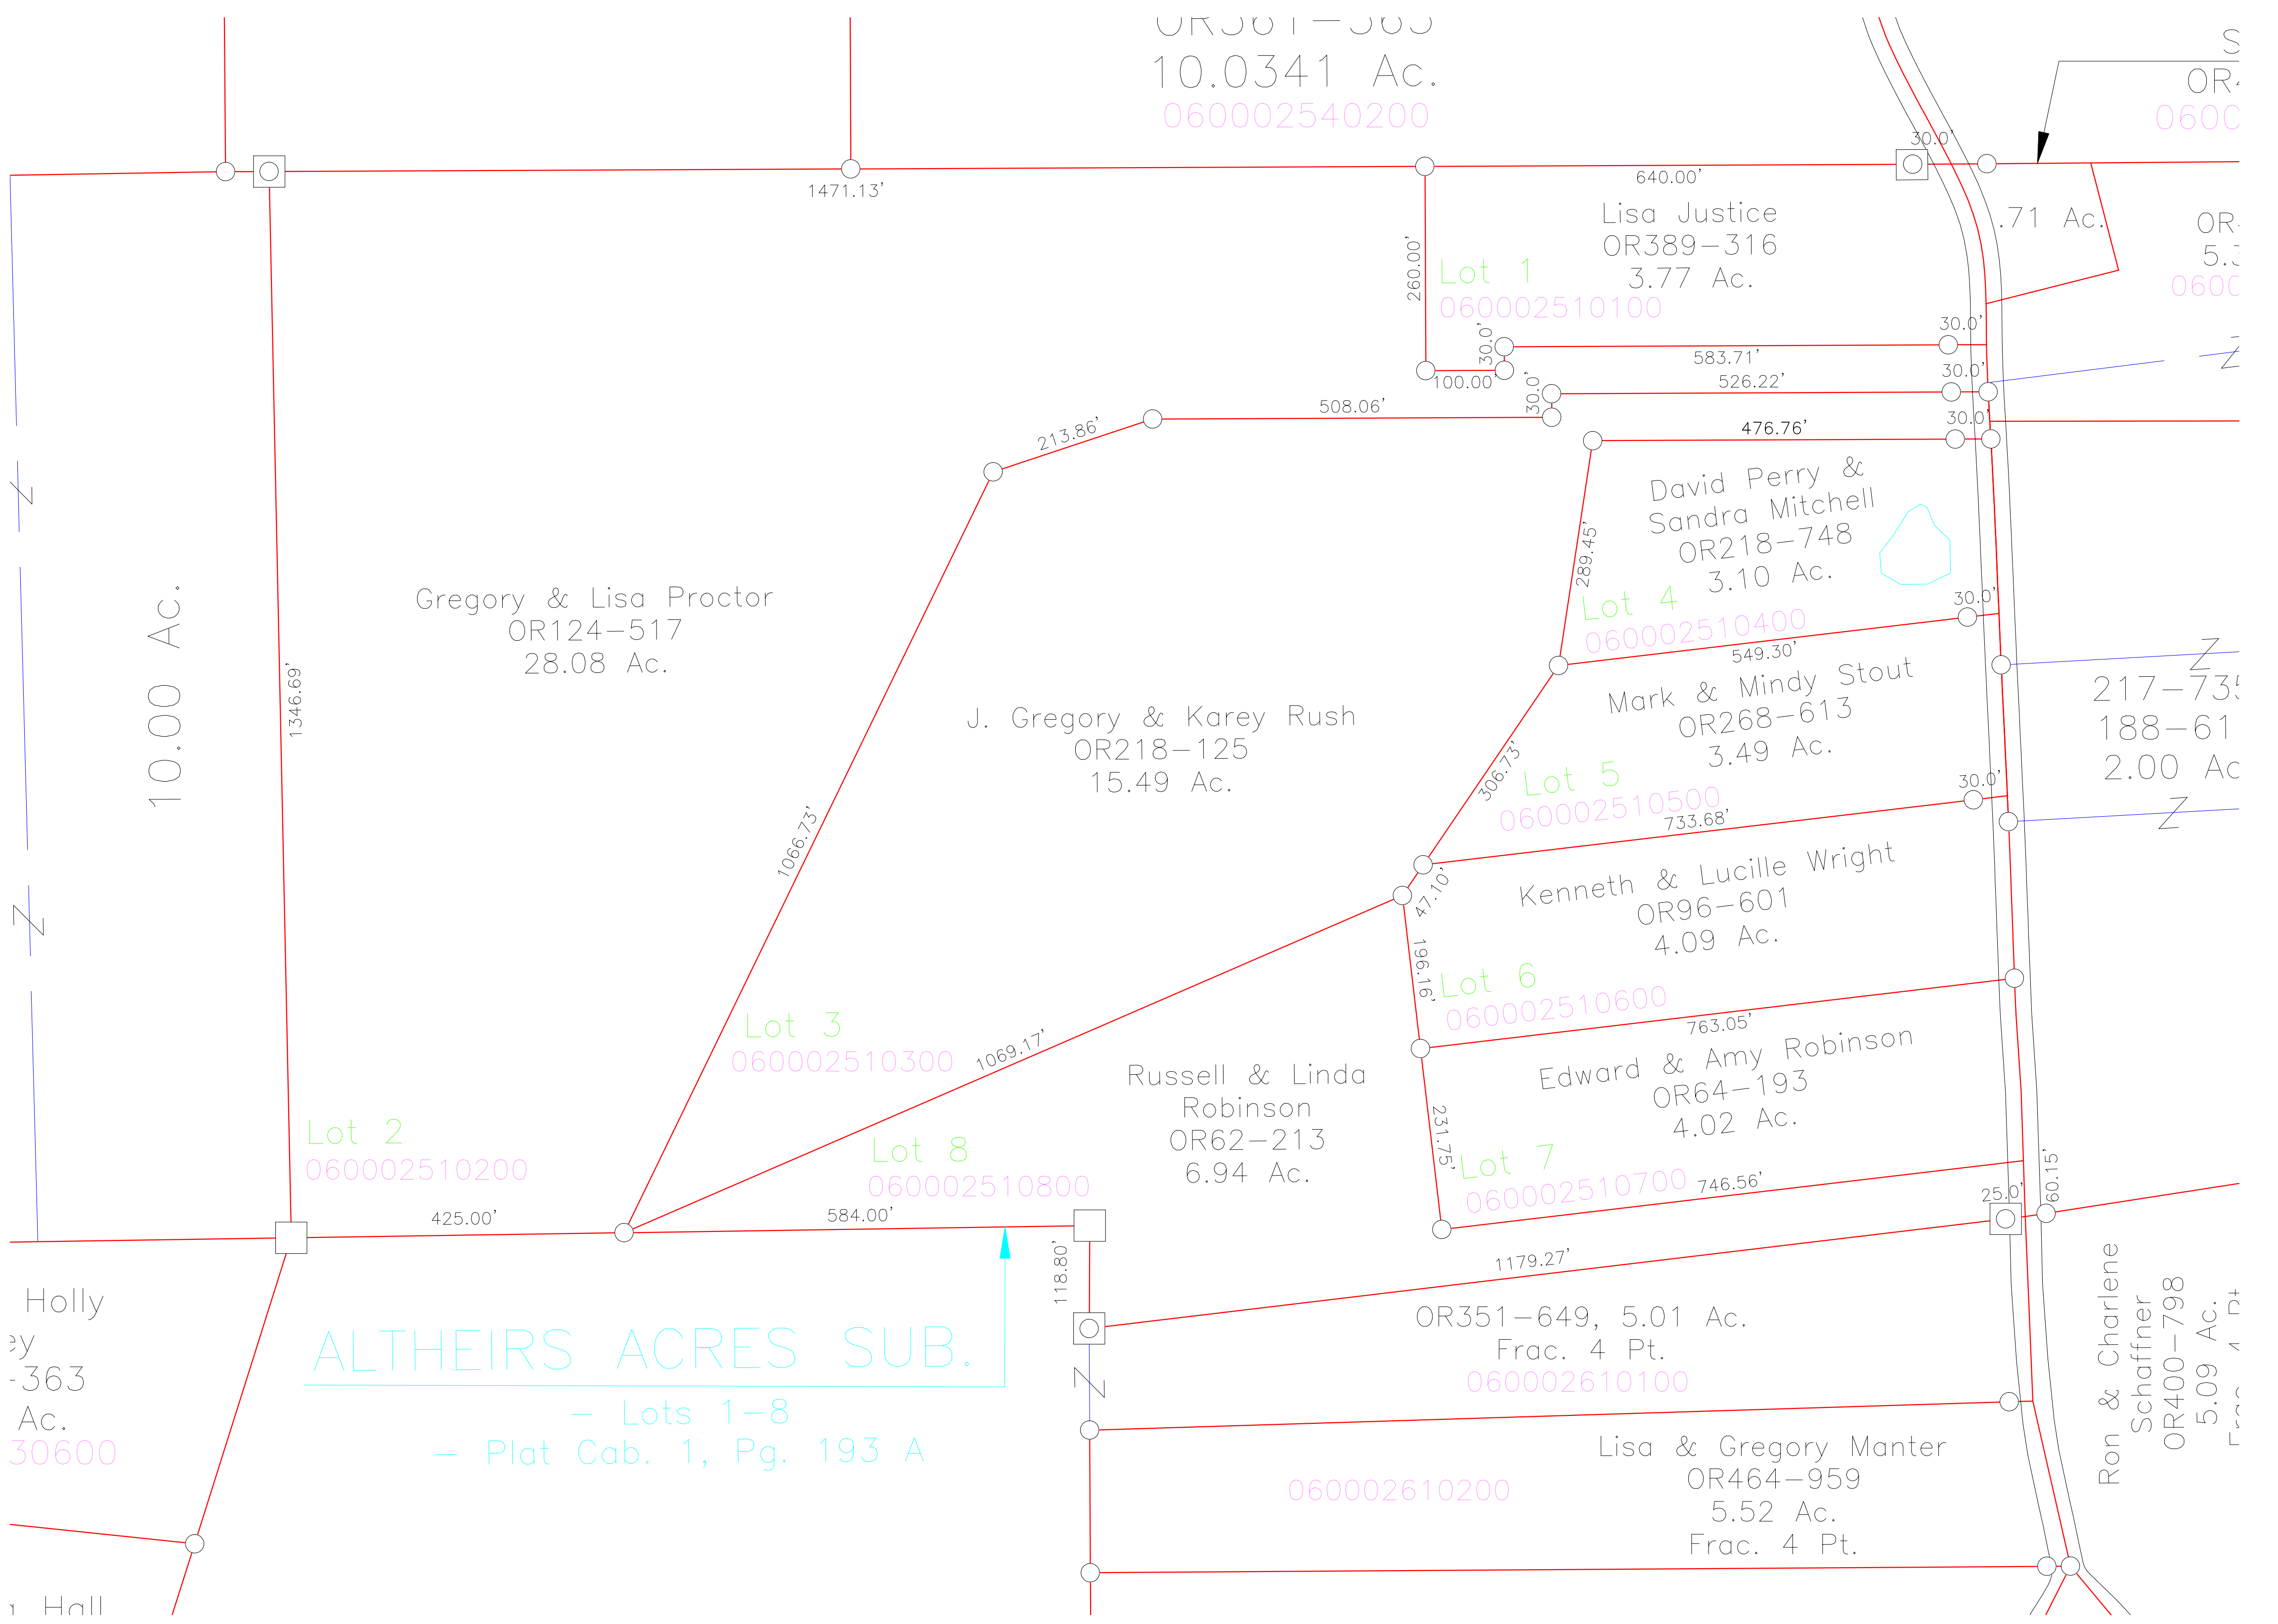 10.0341 Ac.
060002540200
30.0'
1471.13'
640.00'
Lisa Justice
OR389-316
3.77 Ac.
.71 Ac.
260.00'
Lot 1
060002510100
30.0'
30.0'
583.71'
100.00'
30.0'
526.22'
30.0'
508.06'
213.86'
476.76'
30.0'
David Perry &
Sandra Mitchell
OR218-748
3.10 Ac.
289.45'
Lot 4
060002510400
30.0'
549.30'
10.00 Ac.
Gregory & Lisa Proctor
OR124-517
28.08 Ac.
1346.69'
J. Gregory & Karey Rush
OR218-125
15.49 Ac.
1066.73'
Mark & Mindy Stout
OR268-613
3.49 Ac.
306.73'
Lot 5
060002510500
30.0'
733.68'
217-735
188-61
2.00 Ac
Kenneth & Lucille Wright
OR96-601
4.09 Ac.
47.10'
196.16'
Lot 6
060002510600
763.05'
Lot 3
060002510300
1069.17'
Russell & Linda
Robinson
OR62-213
6.94 Ac.
Edward & Amy Robinson
OR64-193
4.02 Ac.
231.75'
Lot 7
060002510700
746.56'
Lot 2
060002510200
Lot 8
060002510800
425.00'
584.00'
25.0'
60.15'
118.80'
1179.27'
Holly
-363
Ac.
30600
ALTHEIRS ACRES SUB.
- Lots 1-8
- Plat Cab. 1, Pg. 193 A
OR351-649, 5.01 Ac.
Frac. 4 Pt.
060002610100
Ron & Charlene
Schaffner
OR400-798
5.09 Ac.
Lisa & Gregory Manter
OR464-959
5.52 Ac.
Frac. 4 Pt.
060002610200
Hall